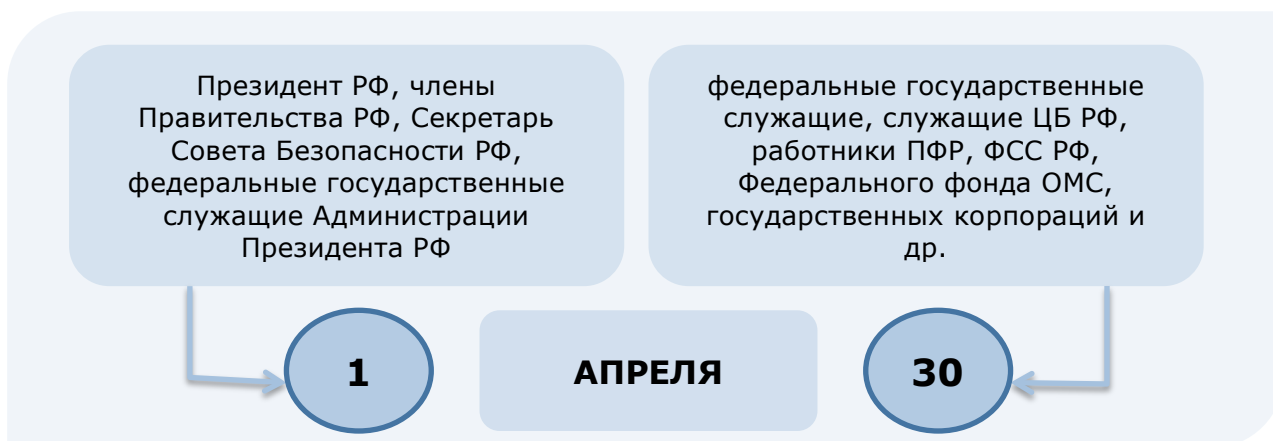 Президент РФ, члены
Правительства РФ, Секретарь
Совета Безопасности РФ,
федеральные государственные
служащие Администрации
Президента РФ
федеральные государственные
служащие, служащие ЦБ РФ,
работники ПФР, ФСС РФ,
Федерального фонда ОМС,
государственных корпораций и
др.
1
АПРЕЛЯ
30